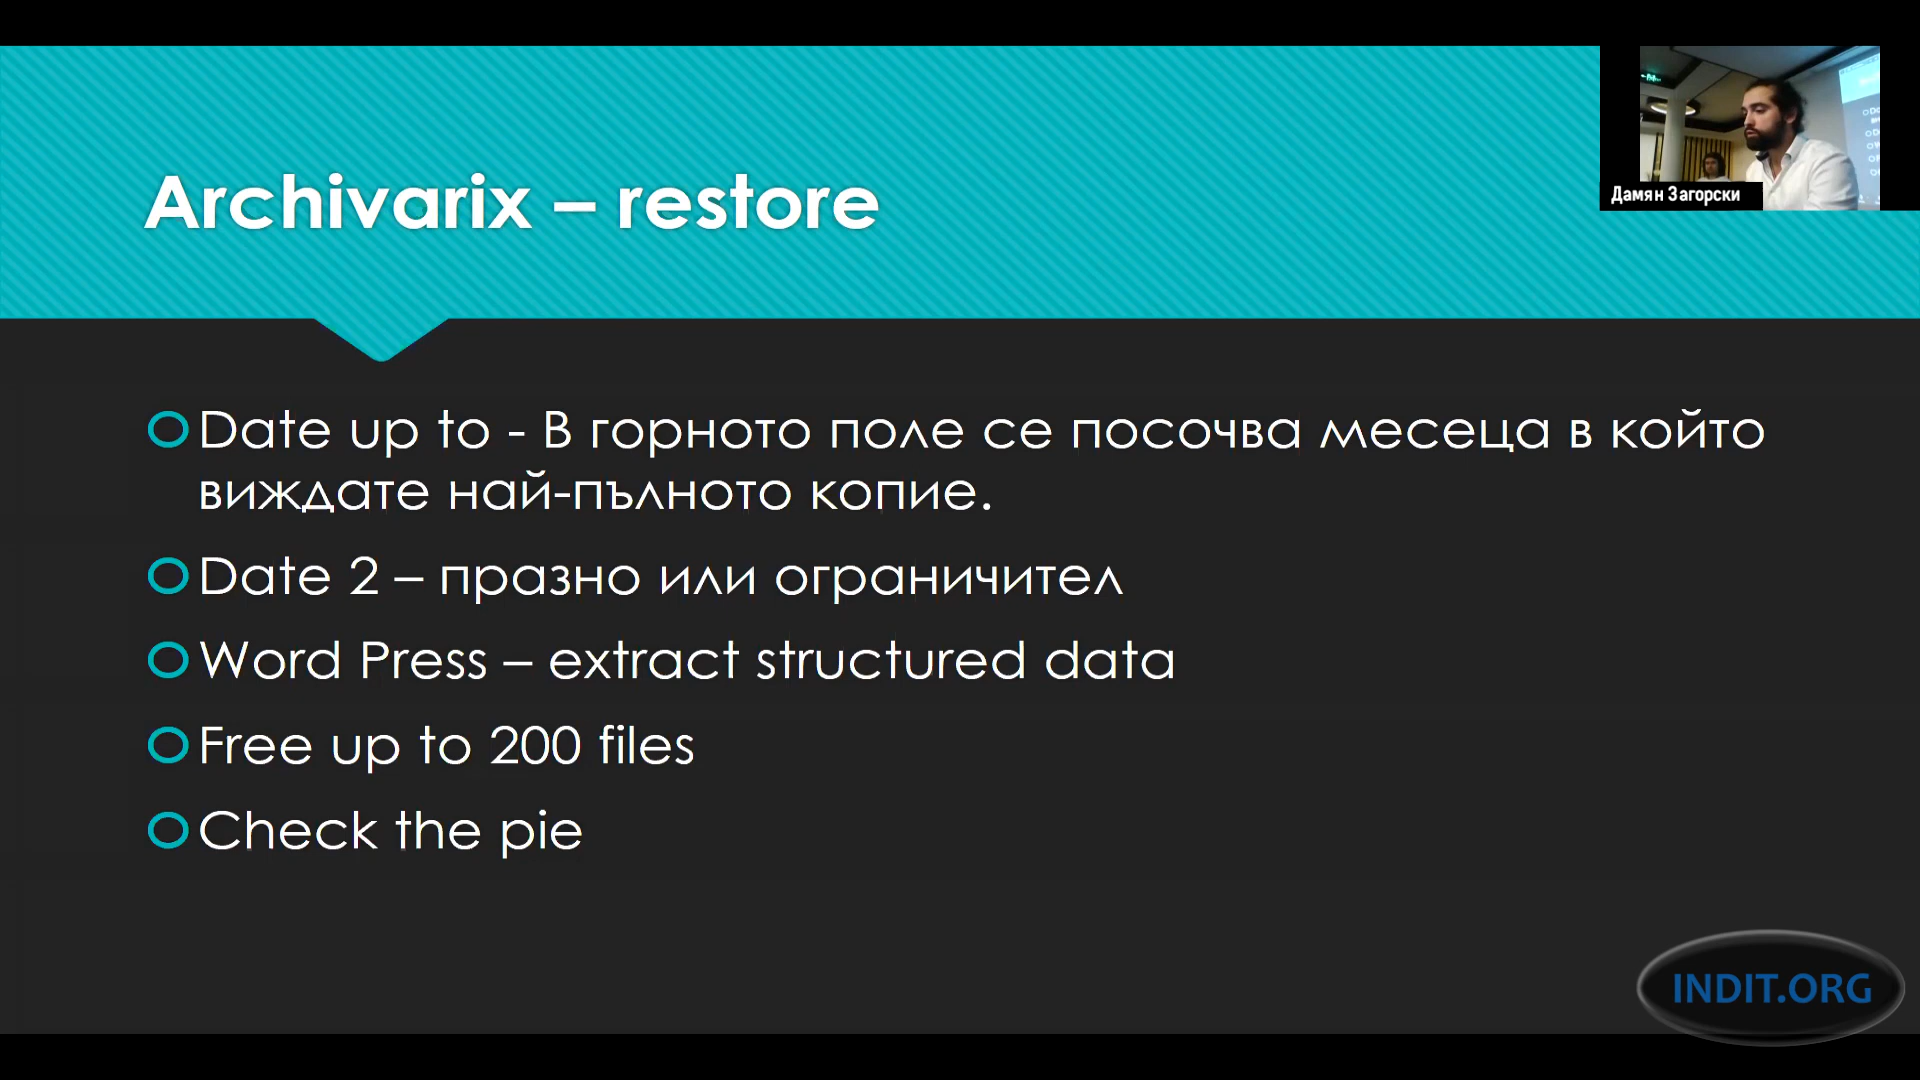 Archivarix – restore
Дамян Загорски
Date up to - В горното поле се посочва месеца в който
виждате най-пълното копие.
Date 2 – празно или ограничител
Word Press – extract structured data
Free up to 200 files
Check the pie
INDIT.ORG